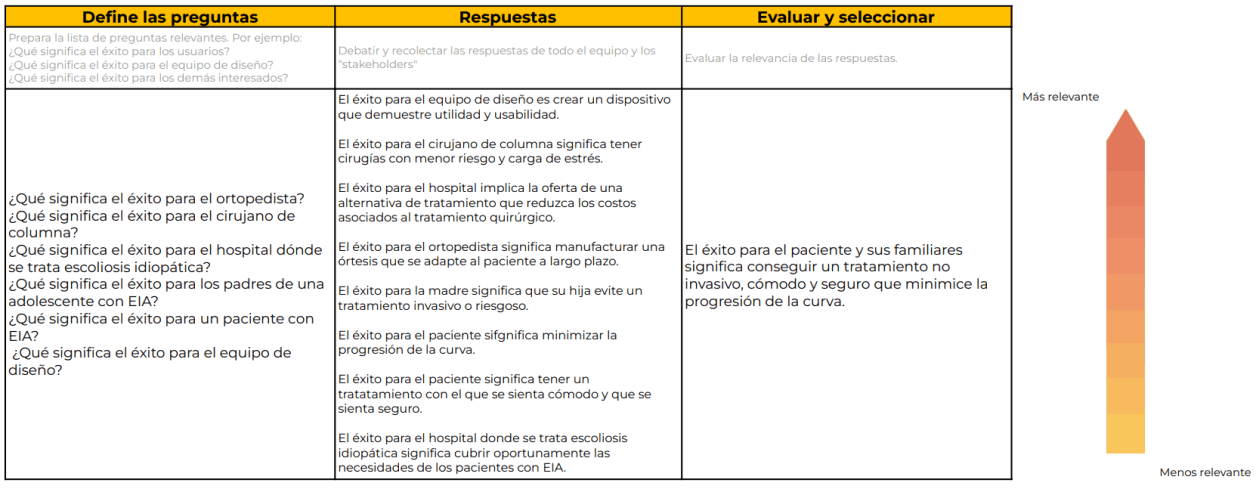 Define las preguntas
Respuestas
Evaluar y seleccionar
Prepara la lista de preguntas relevantes. Por ejemplo:
¿Qué significa el éxito para los usuarios?
¿Qué significa el éxito para el equipo de diseño?
¿Qué significa el éxito para los demás interesados?
Debatir y recolectar las respuestas de todo el equipo y los
"stakeholders"
Evaluar la relevancia de las respuestas.
¿Qué significa el éxito para el ortopedista?
¿Qué significa el éxito para el cirujano de
columna?
¿Qué significa el éxito para el hospital dónde
se trata escoliosis idiopática?
¿Qué significa el éxito para los padres de una
adolescente con EIA?
¿Qué significa el éxito para un paciente con
EIA?
¿Qué significa el éxito para el equipo de
diseño?
El éxito para el equipo de diseño es crear un dispositivo
que demuestre utilidad y usabilidad.
El éxito para el cirujano de columna significa tener
cirugías con menor riesgo y carga de estrés.
El éxito para el hospital implica la oferta de una
alternativa de tratamiento que reduzca los costos
asociados al tratamiento quirúrgico.
El éxito para el ortopedista significa manufacturar una
órtesis que se adapte al paciente a largo plazo.
El éxito para la madre significa que su hija evite un
tratamiento invasivo o riesgoso.
El éxito para el paciente sifgnifica minimizar la
progresión de la curva.
El éxito para el paciente significa tener un
tratatamiento con el que se sienta cómodo y que se
sienta seguro.
El éxito para el hospital donde se trata escoliosis
idiopática significa cubrir oportunamente las
necesidades de los pacientes con EIA.
El éxito para el paciente y sus familiares
significa conseguir un tratamiento no
invasivo, cómodo y seguro que minimice la
progresión de la curva.
Más relevante
Menos relevante